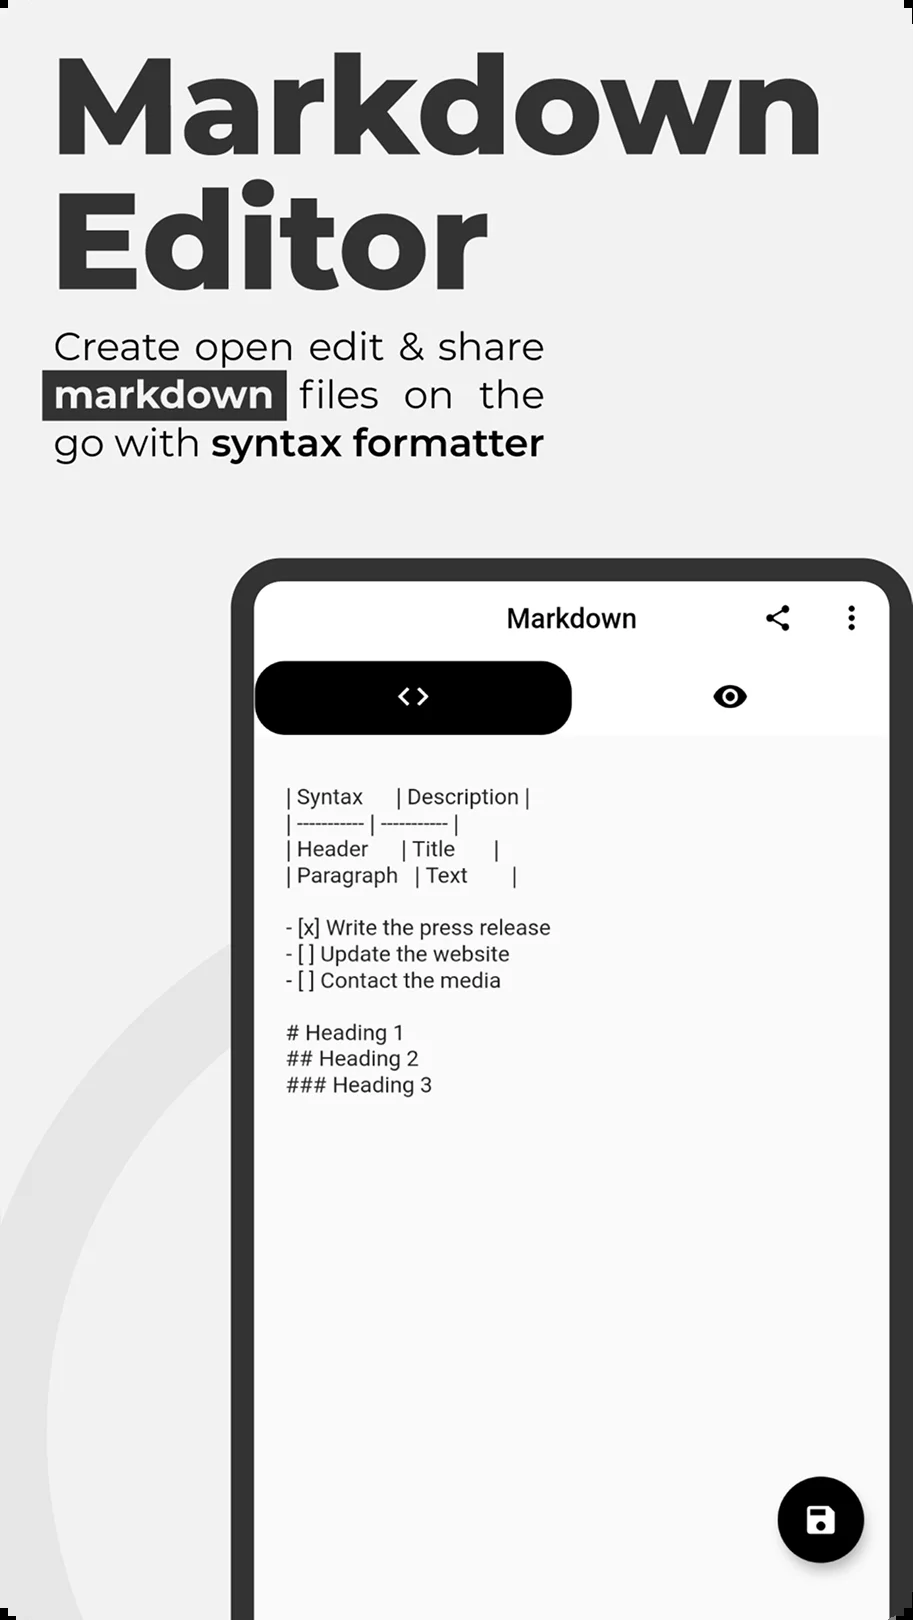 Markdown
Editor
Create open edit & share
markdown files on the
go with syntax formatter
Markdown
<>
| Syntax | Description |
| ----------- | ----------- |
| Header | Title |
| Paragraph | Text |
- [x] Write the press release
- [ ] Update the website
- [ ] Contact the media
# Heading 1
## Heading 2
### Heading 3